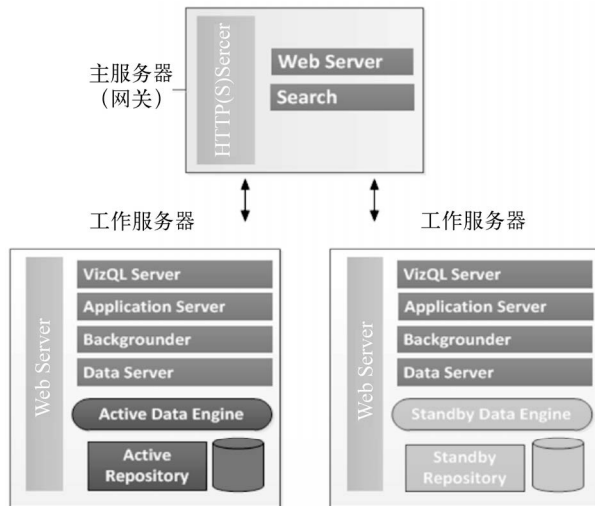 主服务器
（网关）
HTTP(S)Sercer
Web Server
Search
工作服务器
工作服务器
Web Server
VizQL Server
Application Server
Backgrounder
Data Server
Active Data Engine
Active
Repository
Web Server
VizQL Server
Application Server
Backgrounder
Data Server
Standby Data Engine
Standby
Repository